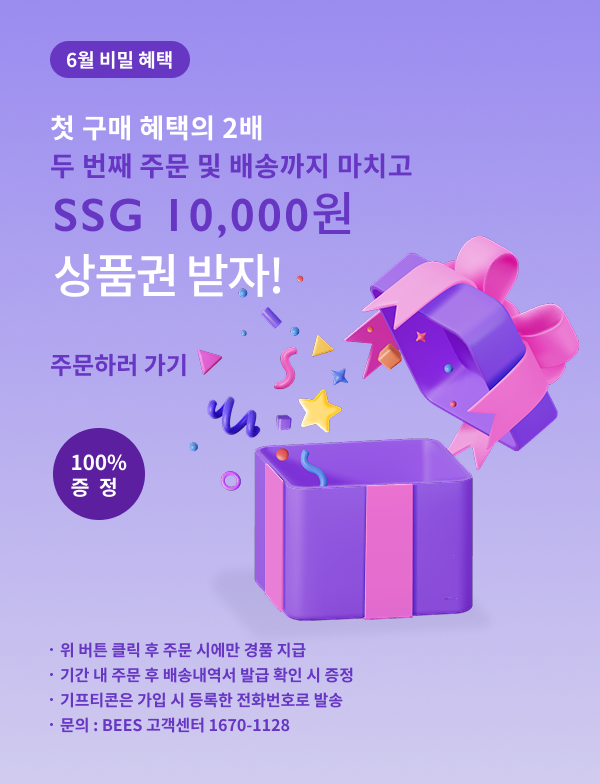 6월 비밀 혜택
첫 구매 혜택의 2배
두 번째 주문 및 배송까지 마치고
SSG 10,000원
상품권 받자!
주문하러 가기
100%
증 정
· 위 버튼 클릭 후 주문 시에만 경품 지급
· 기간 내 주문 후 배송내역서 발급 확인 시 증정
· 기프티콘은 가입 시 등록한 전화번호로 발송
· 문의 : BEES 고객센터 1670-1128